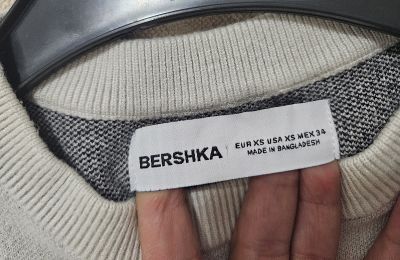 BERSHKA
EUR XS USA XS MEX 34
MADE IN BANGLADESH